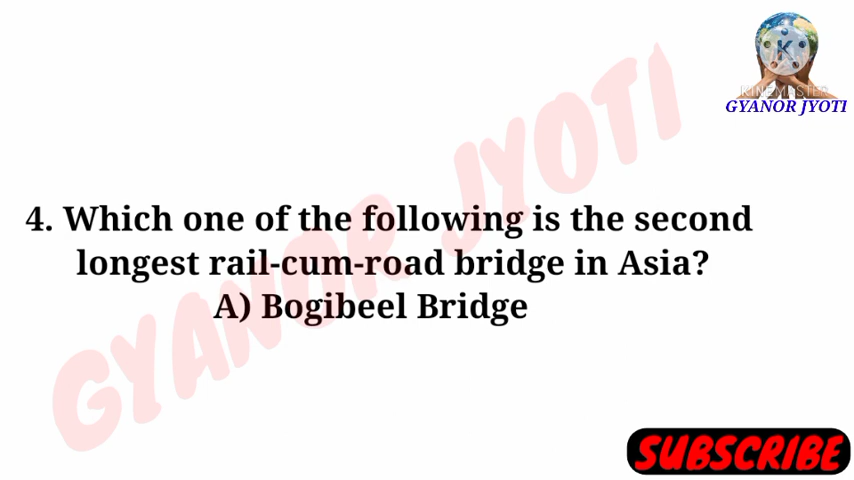 KINEMASTER
GYANOR JYOTI
GYANOR JYOTI
4. Which one of the following is the second
longest rail-cum-road bridge in Asia?
A) Bogibeel Bridge
SUBSCRIBE